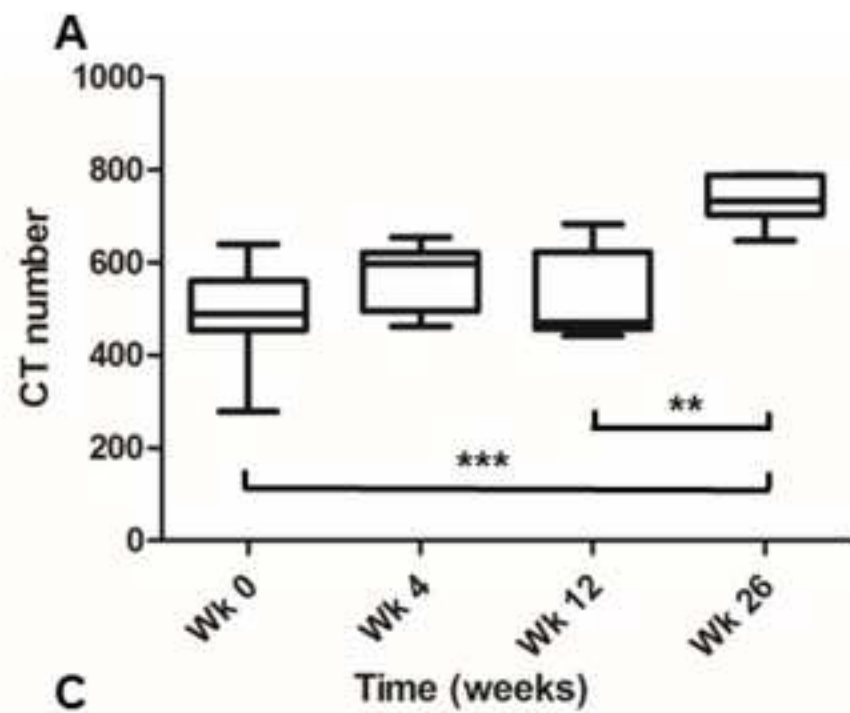 A
1000
800
600
400
200
0
CT number
**
***
Wk 0
Wk 4
Wk 12
Wk 26
Time (weeks)
C